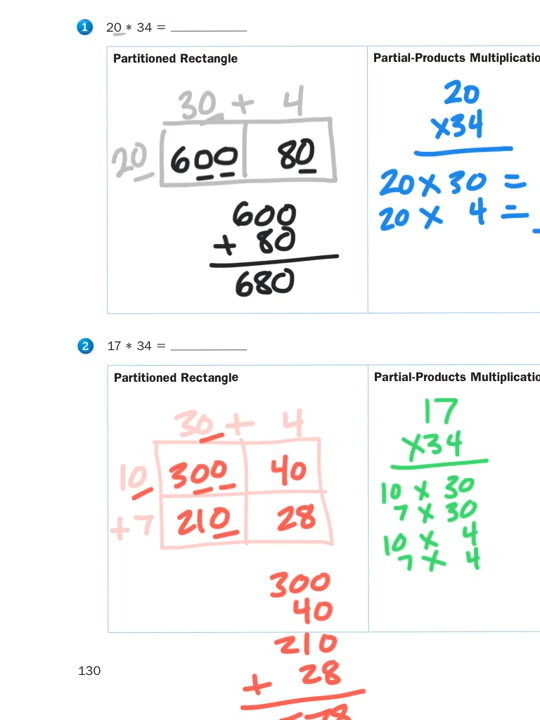 1 20 * 34 = ________
Partitioned Rectangle
30 + 4
20 600 80
600
+ 80
680
Partial-Products Multiplicatio
20
x34
20 x 30 =
20 x 4 =
2 17 * 34 = ________
Partitioned Rectangle
30 + 4
10 300 40
+ 7 210 28
300
40
210
+ 28
Partial-Products Multiplicatio
17
x34
10 x 30
7 x 30
10 x 4
7 x 4
130